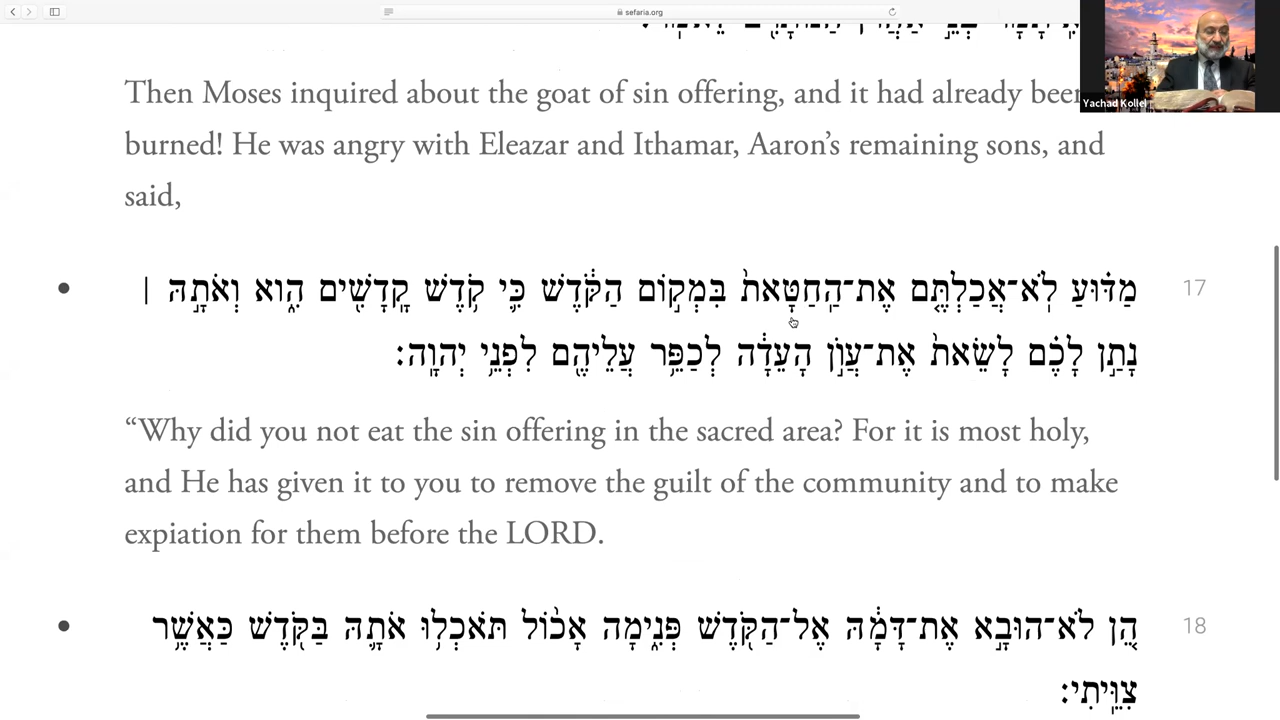 sefaria.org
Yachad Kollel
Then Moses inquired about the goat of sin offering, and it had already been
burned! He was angry with Eleazar and Ithamar, Aaron’s remaining sons, and
said,
17
מַדּ֗וּעַ לֹֽא־אֲכַלְתֶּ֤ם אֶת־הַֽחַטָּאת֙ בִּמְק֣וֹם הַקֹּ֔דֶשׁ כִּ֛י קֹ֥דֶשׁ קׇֽדָשִׁ֖ים הִ֑וא וְאֹתָ֣הּ ׀
נָתַ֣ן לָכֶ֗ם לָשֵׂאת֙ אֶת־עֲוֺ֣ן הָעֵדָ֔ה לְכַפֵּ֥ר עֲלֵיהֶ֖ם לִפְנֵ֥י יְהֹוָֽה׃
“Why did you not eat the sin offering in the sacred area? For it is most holy,
and He has given it to you to remove the guilt of the community and to make
expiation for them before the LORD.
18
הֵ֚ן לֹא־הוּבָ֣א אֶת־דָּמָ֔הּ אֶל־הַקֹּ֖דֶשׁ פְּנִ֑ימָה אָכ֨וֹל תֹּאכְל֥וּ אֹתָ֛הּ בַּקֹּ֖דֶשׁ כַּאֲשֶׁ֥ר
צִוֵּֽיתִי׃